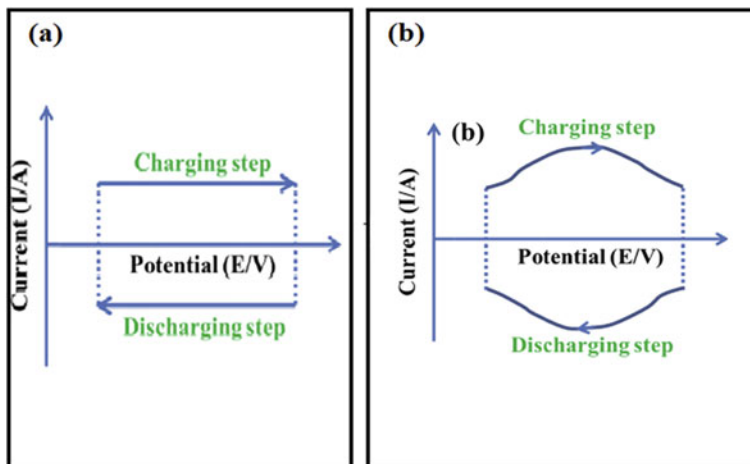 (a)
Current (I/A)
Charging step
Potential (E/V)
Discharging step
(b)
(b)
Current (I/A)
Charging step
Potential (E/V)
Discharging step